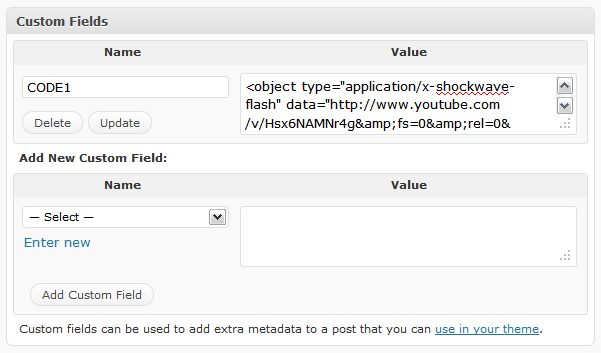 Custom Fields
Name Value
CODE1
<object type="application/x-shockwave-
flash" data="http://www.youtube.com
/v/Hsx6NAMNr4g&amp;fs=0&amp;rel=0&
Delete Update
Add New Custom Field:
Name Value
— Select —
Enter new
Add Custom Field
Custom fields can be used to add extra metadata to a post that you can use in your theme.